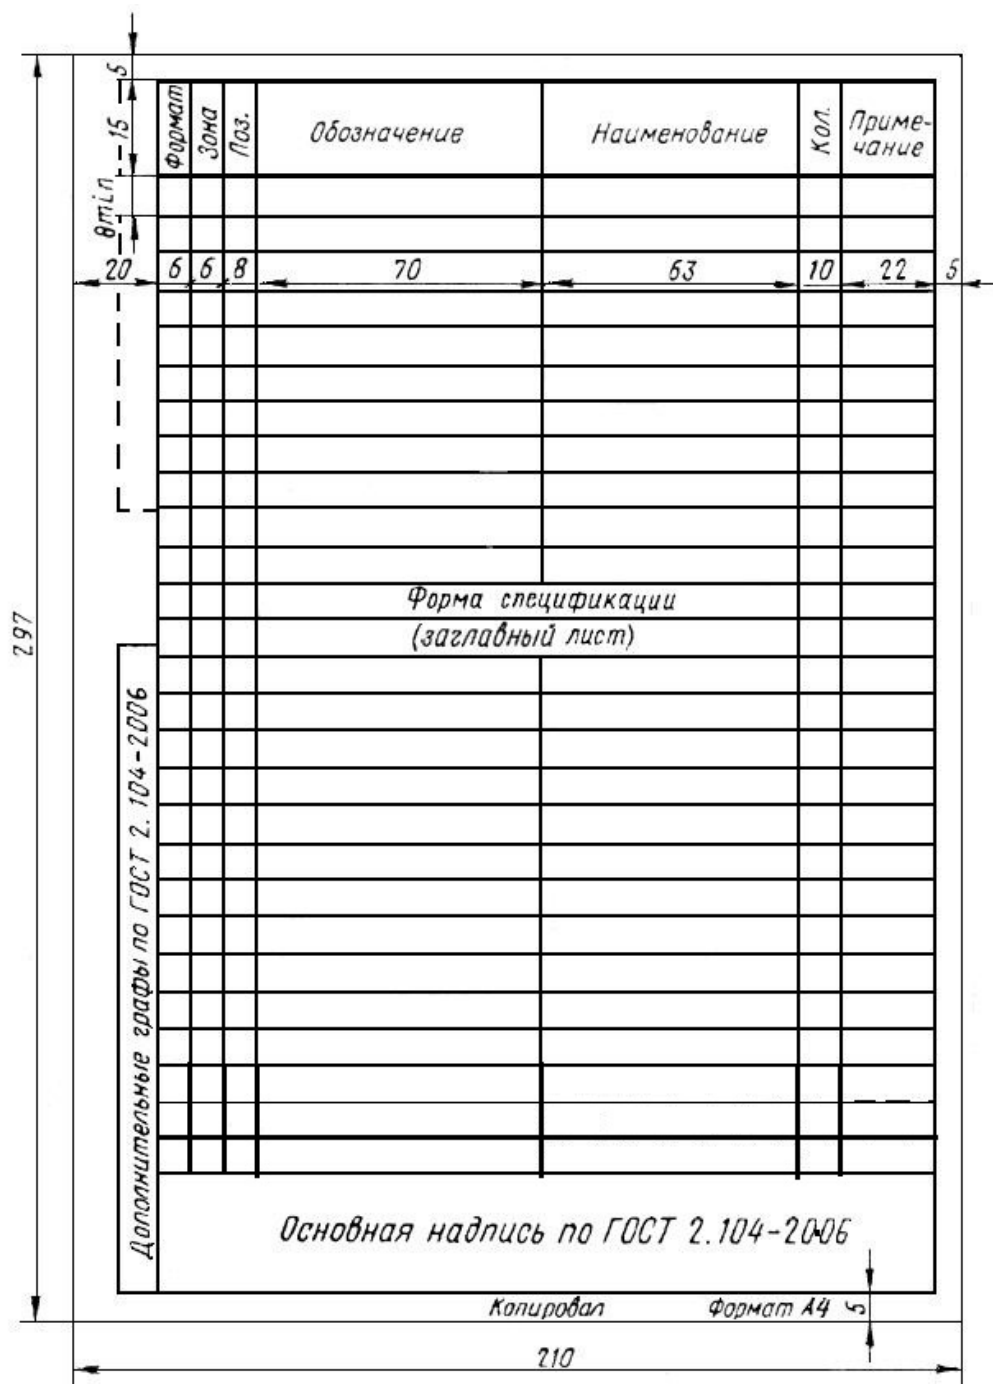 5
15
8min
Формат
Зона
Поз.
Обозначение
Наименование
Кол.
Приме-
чание
20
6
6
8
70
63
10
22
5
297
Форма спецификации
(заглавный лист)
Дополнительные графы по ГОСТ 2.104-2006
Основная надпись по ГОСТ 2.104-2006
Копировал
Формат А4
5
210